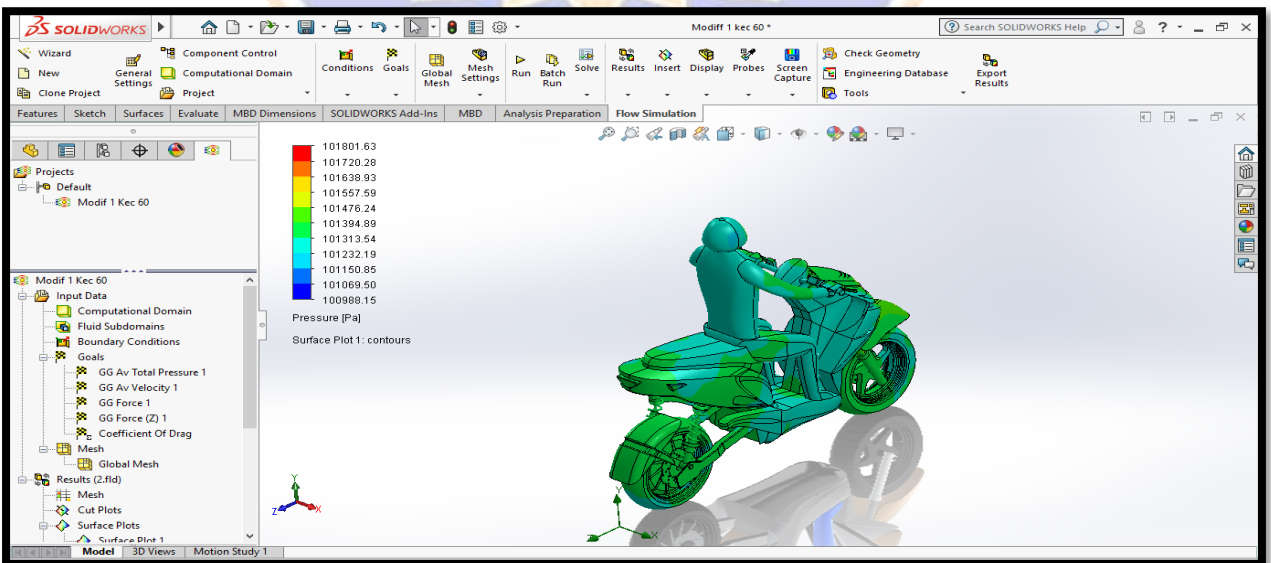 SOLIDWORKS
Modiff 1 kec 60 *
Search SOLIDWORKS Help
Wizard
New
Clone Project
General Settings
Component Control
Computational Domain
Project
Conditions
Goals
Global Mesh
Mesh Settings
Run
Batch Run
Solve
Results
Insert
Display
Probes
Screen Capture
Check Geometry
Engineering Database
Tools
Export Results
Features Sketch Surfaces Evaluate MBD Dimensions SOLIDWORKS Add-Ins MBD Analysis Preparation Flow Simulation
Projects
Default
Modif 1 Kec 60
Modif 1 Kec 60
Input Data
Computational Domain
Fluid Subdomains
Boundary Conditions
Goals
GG Av Total Pressure 1
GG Av Velocity 1
GG Force 1
GG Force (Z) 1
Coefficient Of Drag
Mesh
Global Mesh
Results (2.fld)
Mesh
Cut Plots
Surface Plots
Surface Plot 1
101801.63
101720.28
101638.93
101557.59
101476.24
101394.89
101313.54
101232.19
101150.85
101069.50
100988.15
Pressure [Pa]
Surface Plot 1: contours
Y
Z X
Y
X
Model 3D Views Motion Study 1